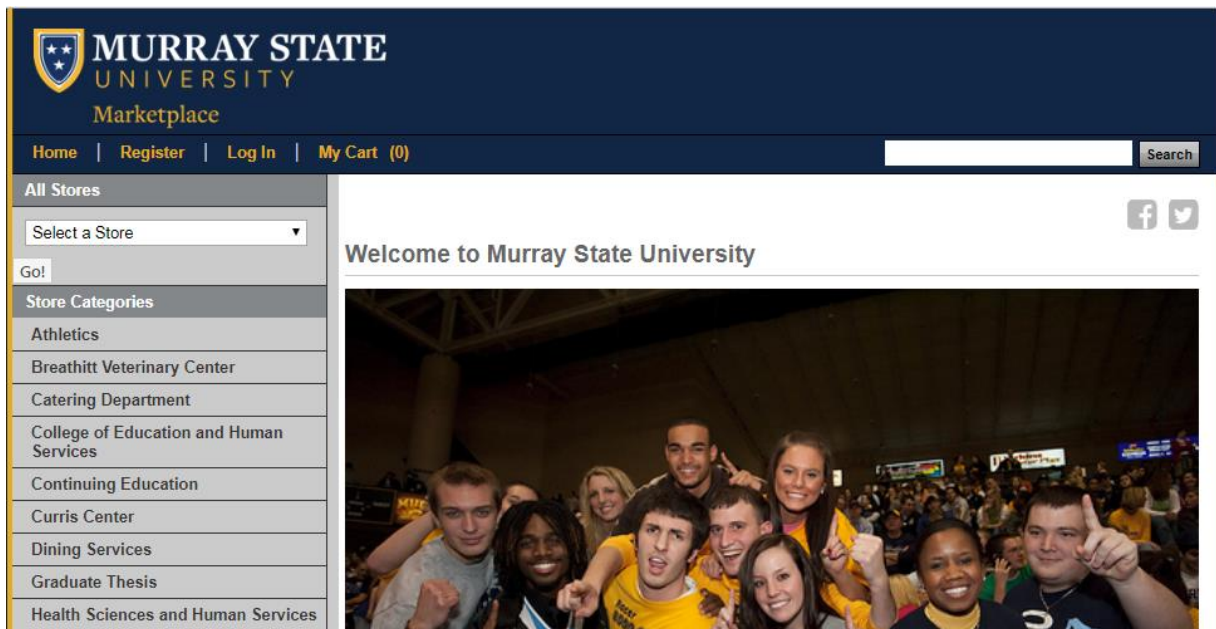 MURRAY STATE
UNIVERSITY
Marketplace
Home | Register | Log In | My Cart (0)
Search
All Stores
Select a Store
Go!
Welcome to Murray State University
Store Categories
Athletics
Breathitt Veterinary Center
Catering Department
College of Education and Human
Services
Continuing Education
Curris Center
Dining Services
Graduate Thesis
Health Sciences and Human Services
Racer